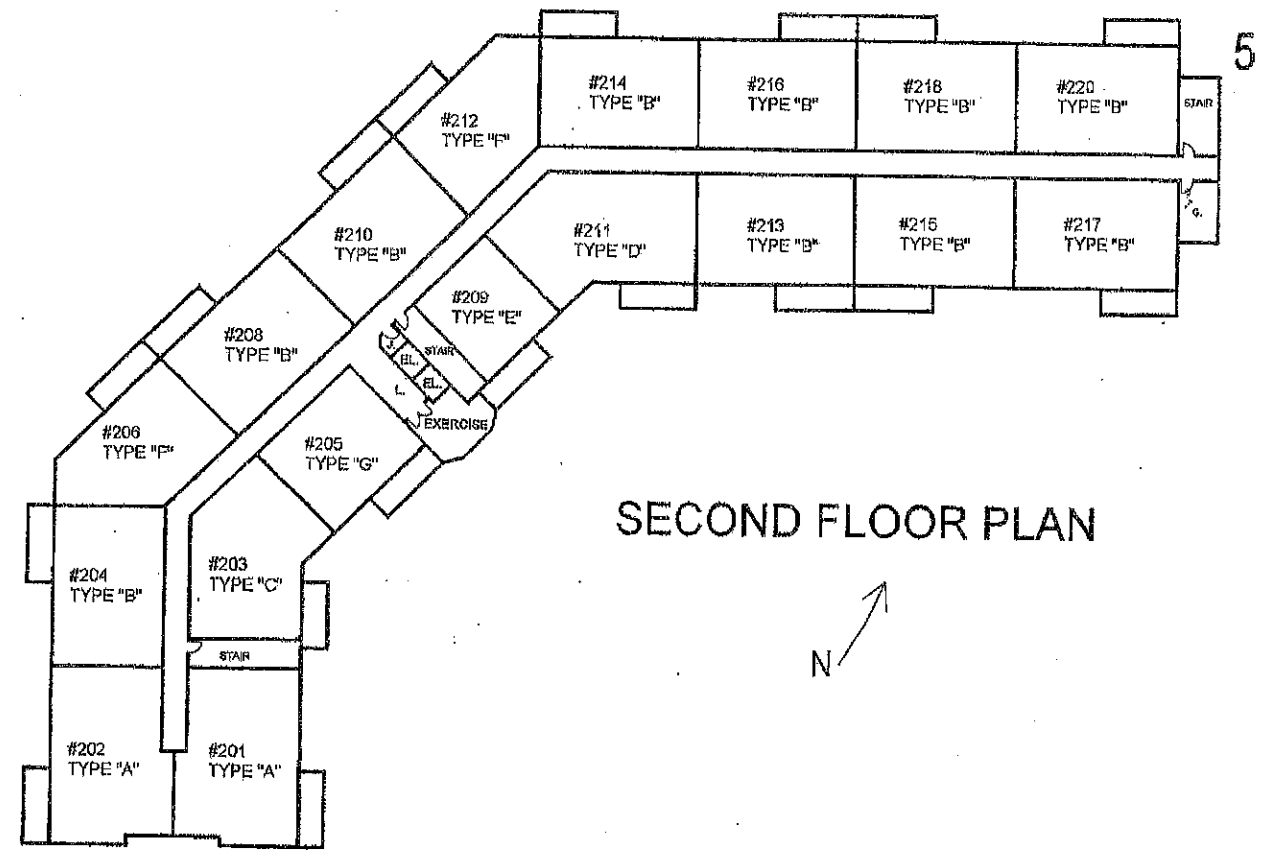 5
#214
TYPE "B"
#216
TYPE "B"
#218
TYPE "B"
#220
TYPE "B"
STAIR
#212
TYPE "F"
#210
TYPE "B"
#211
TYPE "D"
#213
TYPE "B"
#215
TYPE "B"
#217
TYPE "B"
G.
#209
TYPE "E"
#208
TYPE "B"
J.
EL.
STAIR
EL.
L.
EXERCISE
#206
TYPE "F"
#205
TYPE "G"
SECOND FLOOR PLAN
#204
TYPE "B"
#203
TYPE "C"
N
STAIR
#202
TYPE "A"
#201
TYPE "A"